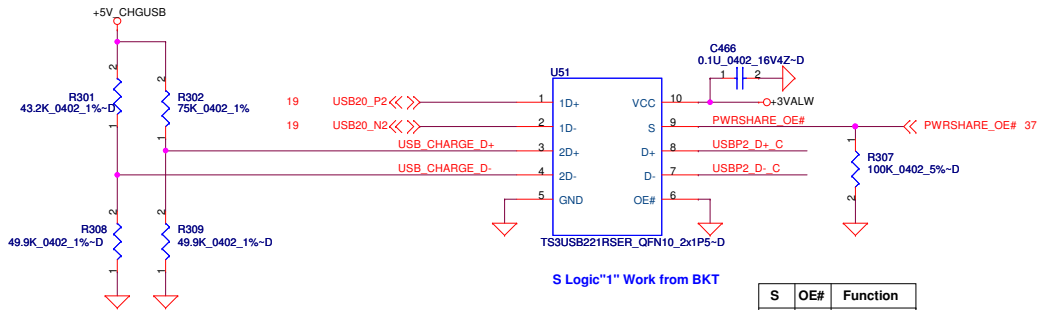 +5V_CHGUSB
C466
0.1U_0402_16V4Z~D
1 2
U51
2 2
R301
43.2K_0402_1%~D
R302
75K_0402_1%
1 1
19 USB20_P2 1 1D+ VCC 10 +3VALW
19 USB20_N2 2 1D- S 9 PWRSHARE_OE# PWRSHARE_OE# 37
USB_CHARGE_D+ 3 2D+ D+ 8 USBP2_D+_C
USB_CHARGE_D- 4 2D- D- 7 USBP2_D-_C
5 GND OE# 6
1
R307
100K_0402_5%~D
2
2 2
R308
49.9K_0402_1%~D
R309
49.9K_0402_1%~D
1 1
TS3USB221RSER_QFN10_2x1P5~D
S Logic"1" Work from BKT
S OE# Function